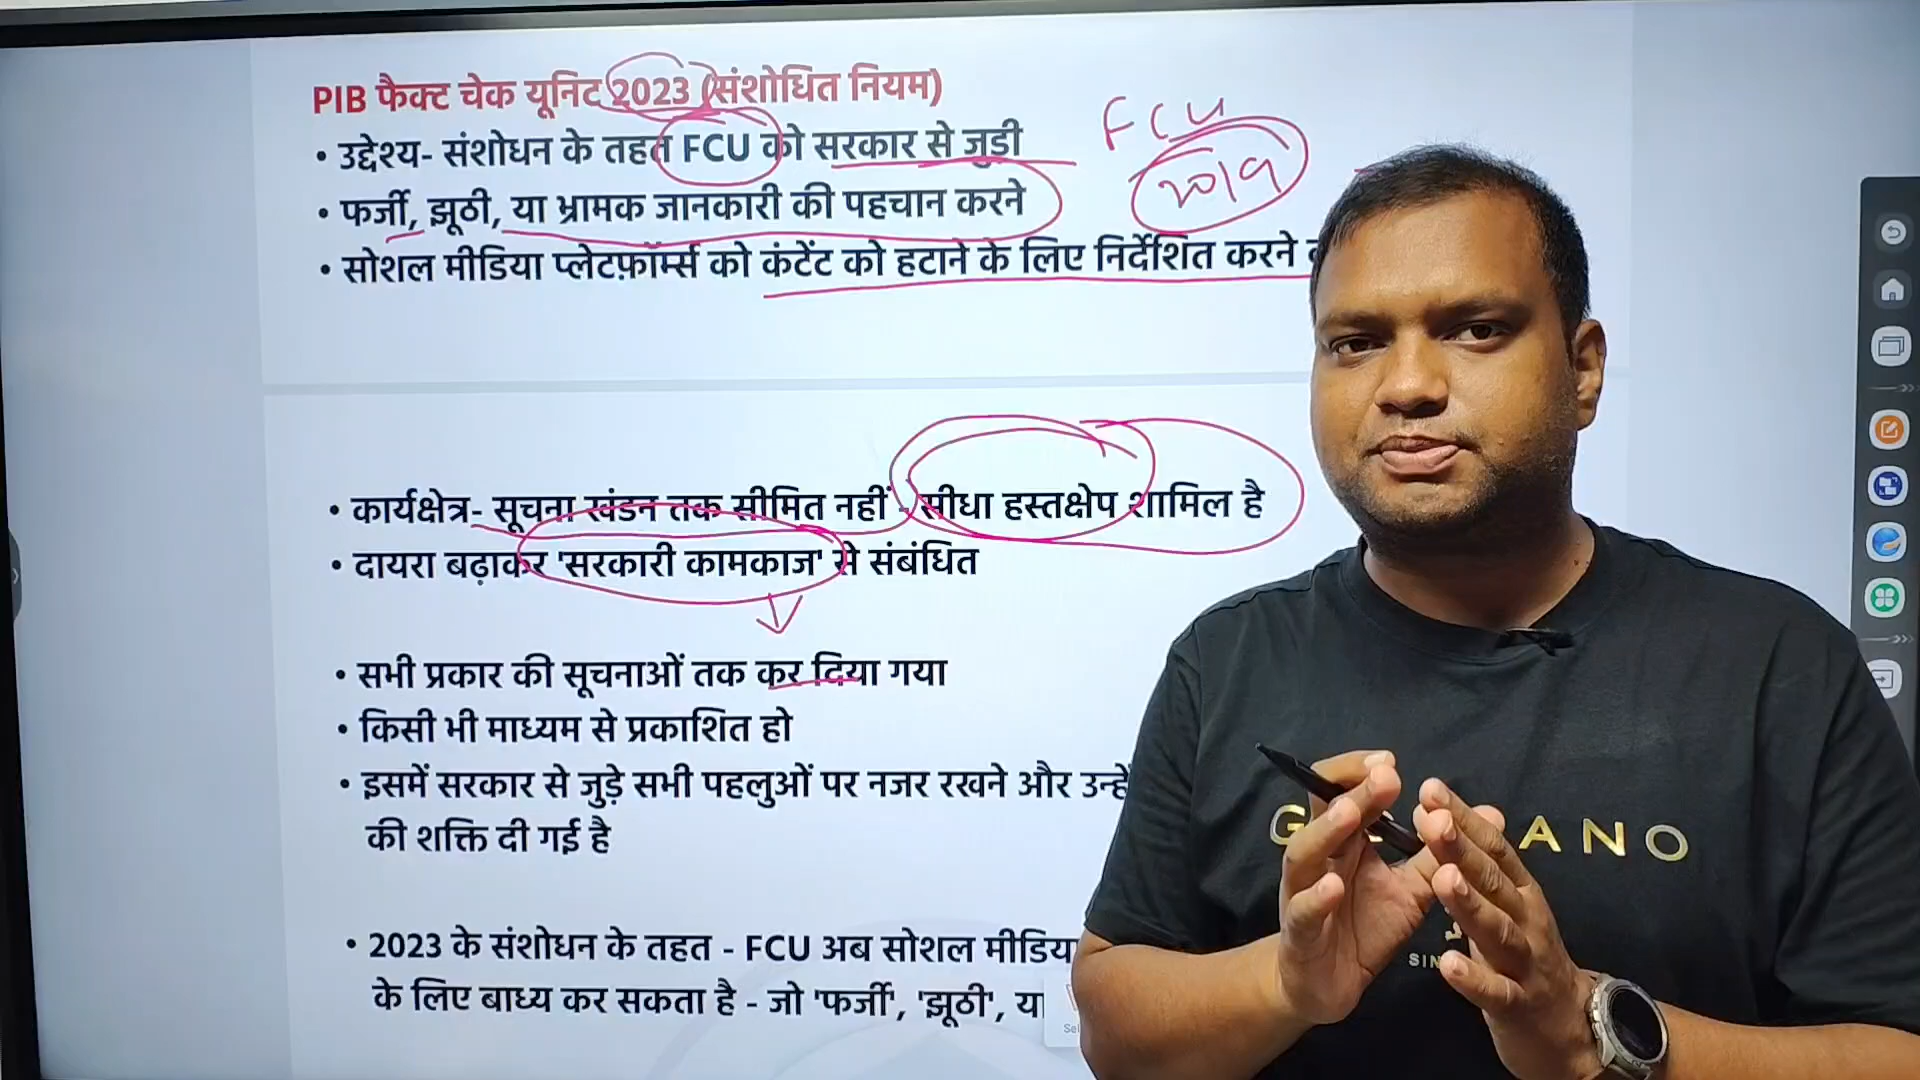 PIB फैक्ट चेक यूनिट 2023 (संशोधित नियम)
• उद्देश्य- संशोधन के तहत FCU को सरकार से जुडी
• फर्जी, झूठी, या भ्रामक जानकारी की पहचान करने
• सोशल मीडिया प्लेटफ़ॉर्म्स को कंटेंट को हटाने के लिए निर्देशित करने
FCU
2019
• कार्यक्षेत्र- सूचना खंडन तक सीमित नहीं - सीधा हस्तक्षेप शामिल है
• दायरा बढ़ाकर 'सरकारी कामकाज' से संबंधित
• सभी प्रकार की सूचनाओं तक कर दिया गया
• किसी भी माध्यम से प्रकाशित हो
• इसमें सरकार से जुड़े सभी पहलुओं पर नजर रखने और उन्हें
की शक्ति दी गई है
• 2023 के संशोधन के तहत - FCU अब सोशल मीडिया
के लिए बाध्य कर सकता है - जो 'फर्जी', 'झूठी', या
G ANO
SIN